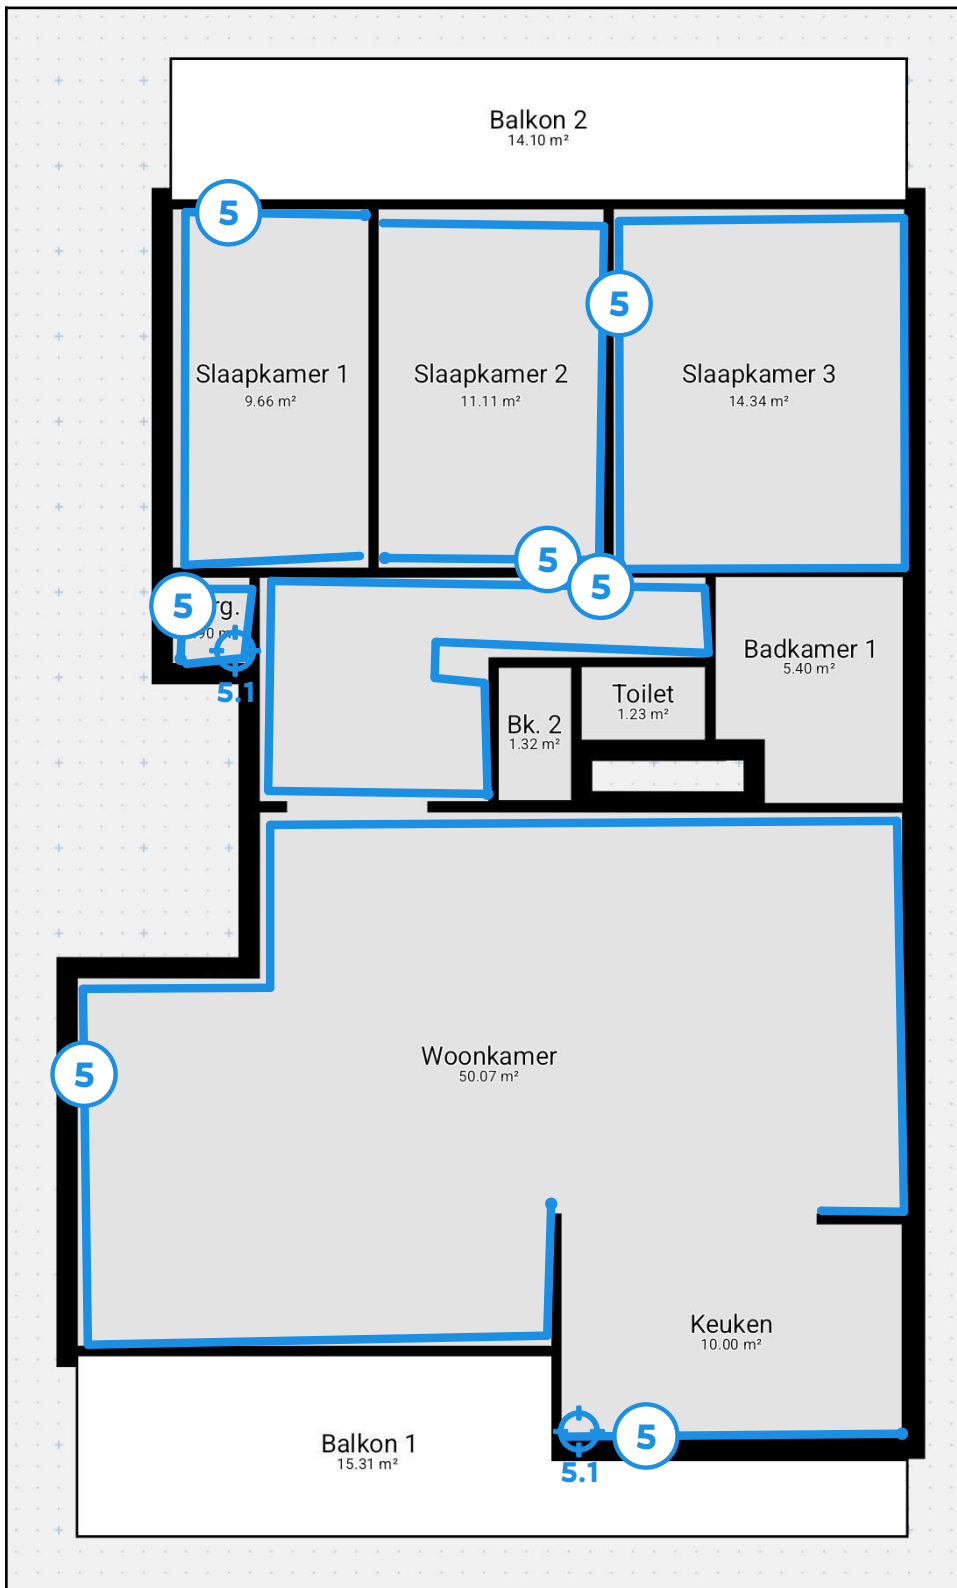 Balkon 2
14.10 m²
5
5
Slaapkamer 1
9.66 m²
Slaapkamer 2
11.11 m²
Slaapkamer 3
14.34 m²
5
5
5
rg.
90 m
5.1
Badkamer 1
5.40 m²
Toilet
1.23 m²
Bk. 2
1.32 m²
Woonkamer
50.07 m²
5
Keuken
10.00 m²
5
5.1
Balkon 1
15.31 m²